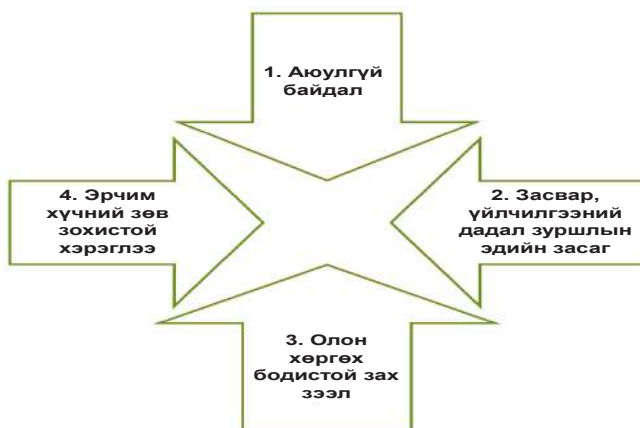 1. Аюулгүй
байдал
4. Эрчим
хүчний зөв
зохистой
хэрэглээ
2. Засвар,
үйлчилгээний
дадал зуршлын
эдийн засаг
3. Олон
хөргөх
бодистой зах
зээл